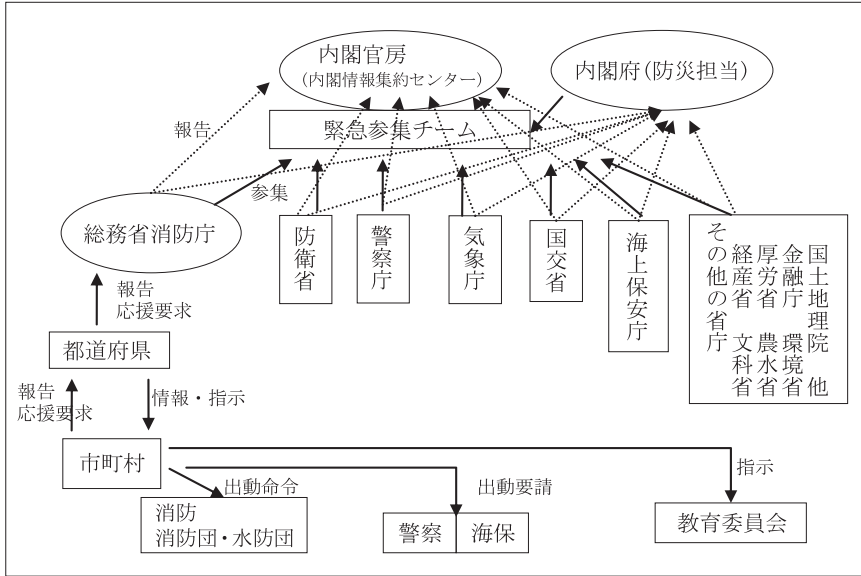 内閣官房
(内閣情報集約センター)
内閣府(防災担当)
緊急参集チーム
報告
参集
総務省消防庁
防衛省
警察庁
気象庁
国交省
海上保安庁
国土地理院 他
金融庁 環境省
厚労省 農水省
経産省 文科省
その他の省庁
報告
応援要求
都道府県
報告
応援要求
情報・指示
市町村
出動命令
出動要請
指示
消防
消防団・水防団
警察
海保
教育委員会